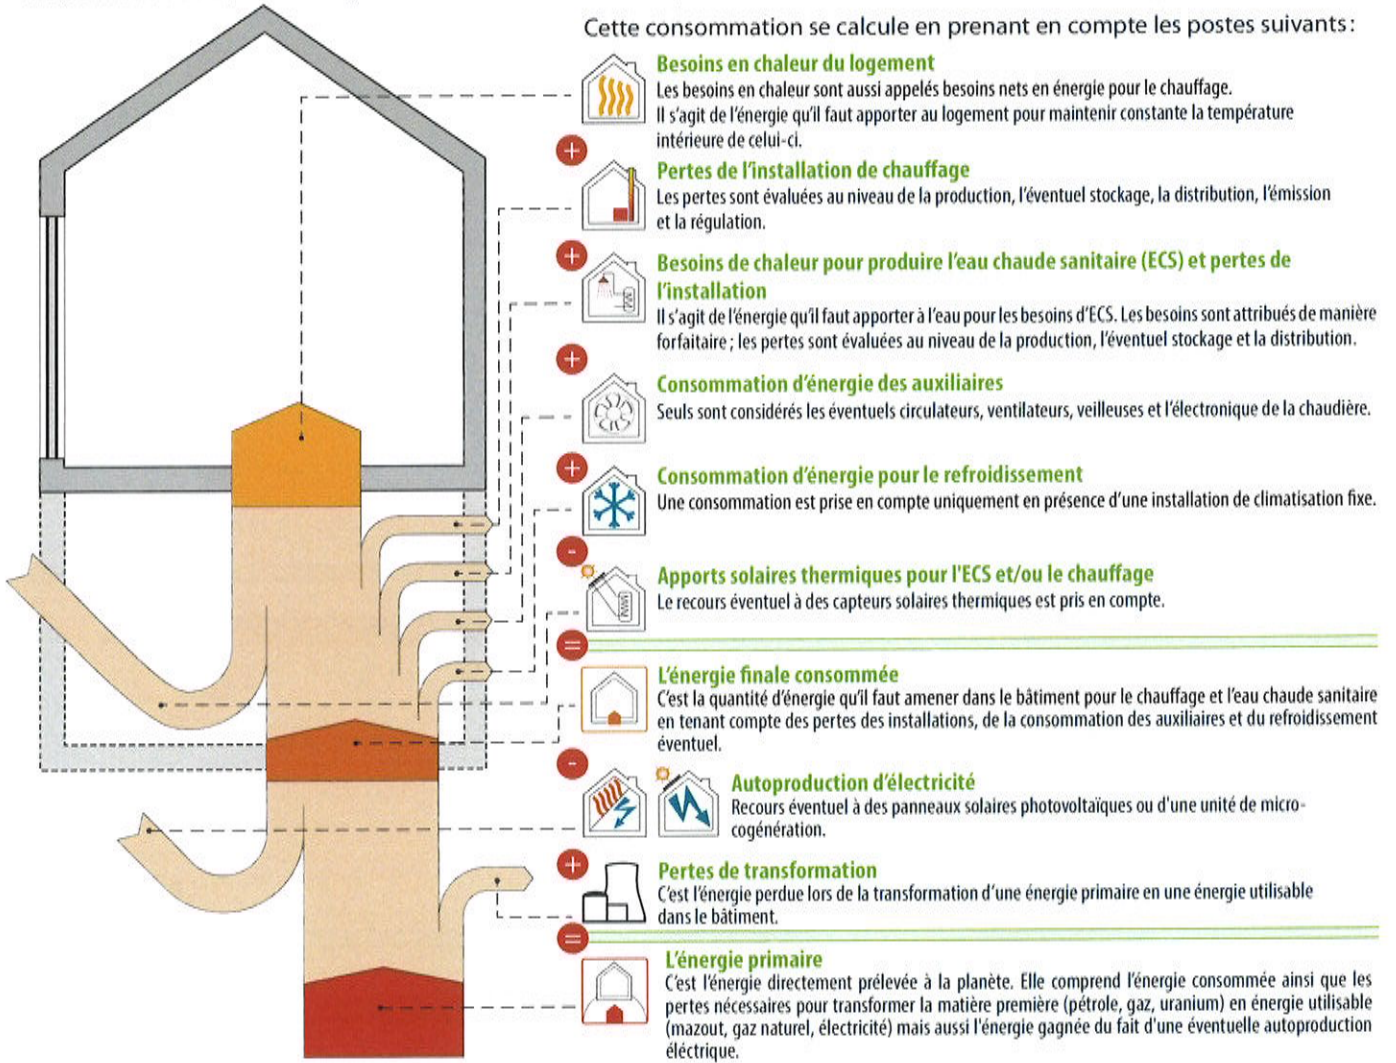 Cette consommation se calcule en prenant en compte les postes suivants :
Besoins en chaleur du logement
Les besoins en chaleur sont aussi appelés besoins nets en énergie pour le chauffage.
Il s'agit de l'énergie qu'il faut apporter au logement pour maintenir constante la température
intérieure de celui-ci.
+
Pertes de l'installation de chauffage
Les pertes sont évaluées au niveau de la production, l'éventuel stockage, la distribution, l'émission
et la régulation.
+
Besoins de chaleur pour produire l'eau chaude sanitaire (ECS) et pertes de
l'installation
Il s'agit de l'énergie qu'il faut apporter à l'eau pour les besoins d'ECS. Les besoins sont attribués de manière
forfaitaire ; les pertes sont évaluées au niveau de la production, l'éventuel stockage et la distribution.
+
Consommation d'énergie des auxiliaires
Seuls sont considérés les éventuels circulateurs, ventilateurs, veilleuses et l'électronique de la chaudière.
+
Consommation d'énergie pour le refroidissement
Une consommation est prise en compte uniquement en présence d'une installation de climatisation fixe.
-
Apports solaires thermiques pour l'ECS et/ou le chauffage
Le recours éventuel à des capteurs solaires thermiques est pris en compte.
=
L'énergie finale consommée
C'est la quantité d'énergie qu'il faut amener dans le bâtiment pour le chauffage et l'eau chaude sanitaire
en tenant compte des pertes des installations, de la consommation des auxiliaires et du refroidissement
éventuel.
-
Autoproduction d'électricité
Recours éventuel à des panneaux solaires photovoltaïques ou d'une unité de micro-
cogénération.
+
Pertes de transformation
C'est l'énergie perdue lors de la transformation d'une énergie primaire en une énergie utilisable
dans le bâtiment.
=
L'énergie primaire
C'est l'énergie directement prélevée à la planète. Elle comprend l'énergie consommée ainsi que les
pertes nécessaires pour transformer la matière première (pétrole, gaz, uranium) en énergie utilisable
(mazout, gaz naturel, électricité) mais aussi l'énergie gagnée du fait d'une éventuelle autoproduction
éléctrique.